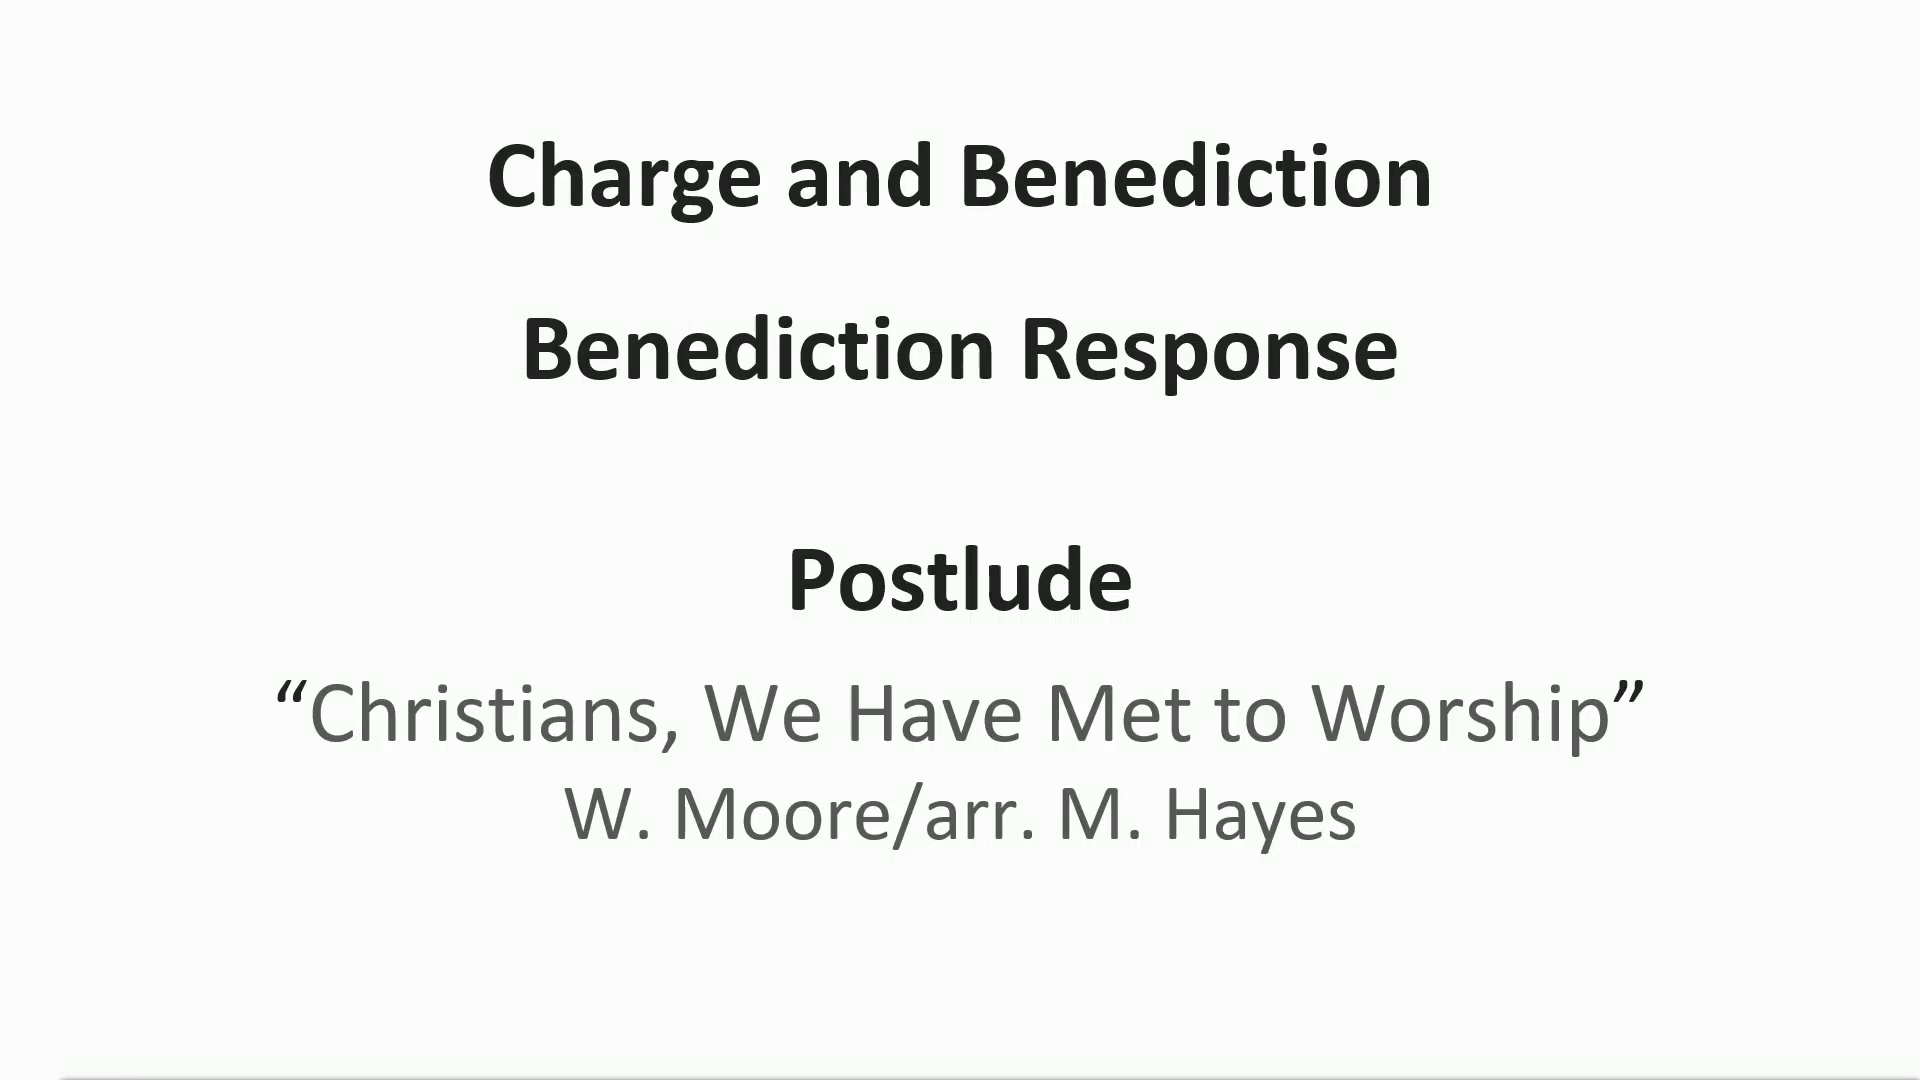 Charge and Benediction
Benediction Response
Postlude
“Christians, We Have Met to Worship”
W. Moore/arr. M. Hayes